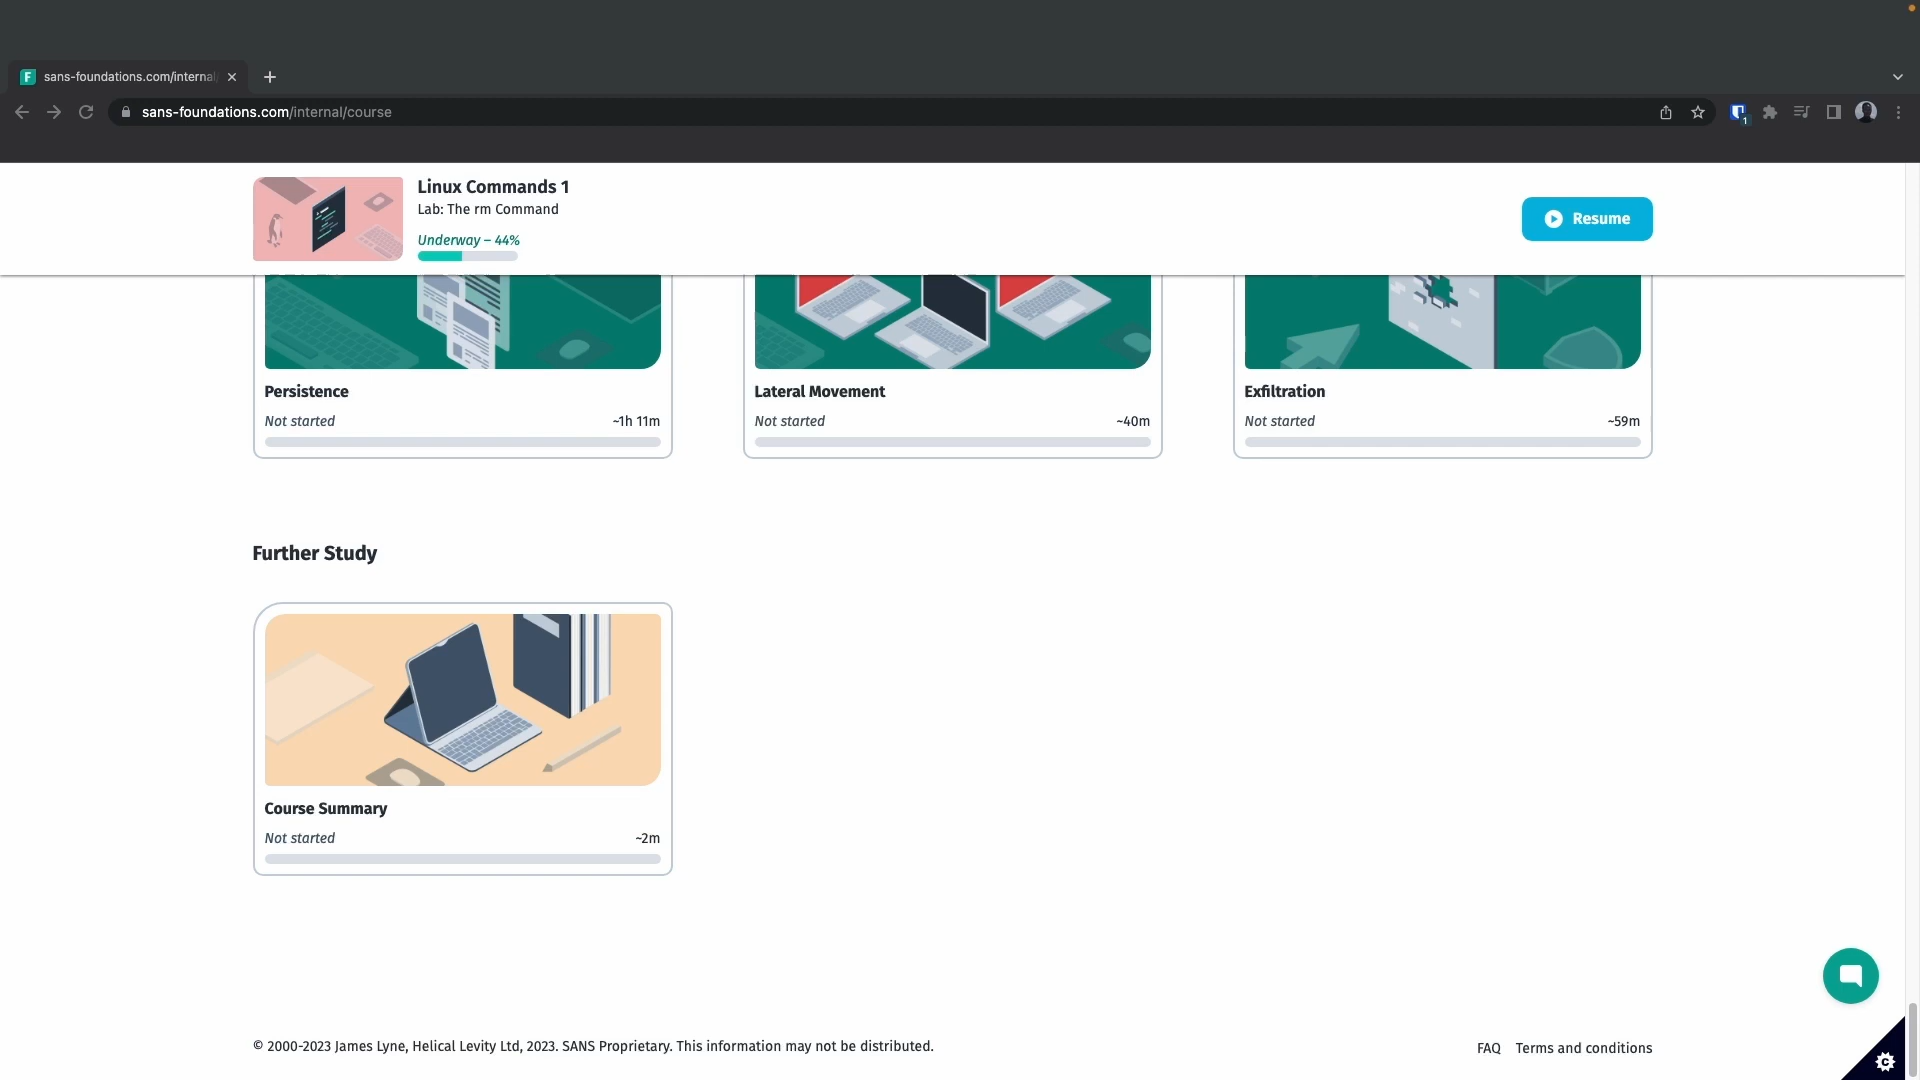 sans-foundations.com/internal
sans-foundations.com/internal/course
1
Linux Commands 1
Lab: The rm Command
Underway – 44%
Resume
Persistence
Not started
~1h 11m
Lateral Movement
Not started
~40m
Exfiltration
Not started
~59m
Further Study
Course Summary
Not started
~2m
© 2000-2023 James Lyne, Helical Levity Ltd, 2023. SANS Proprietary. This information may not be distributed.
FAQ
Terms and conditions